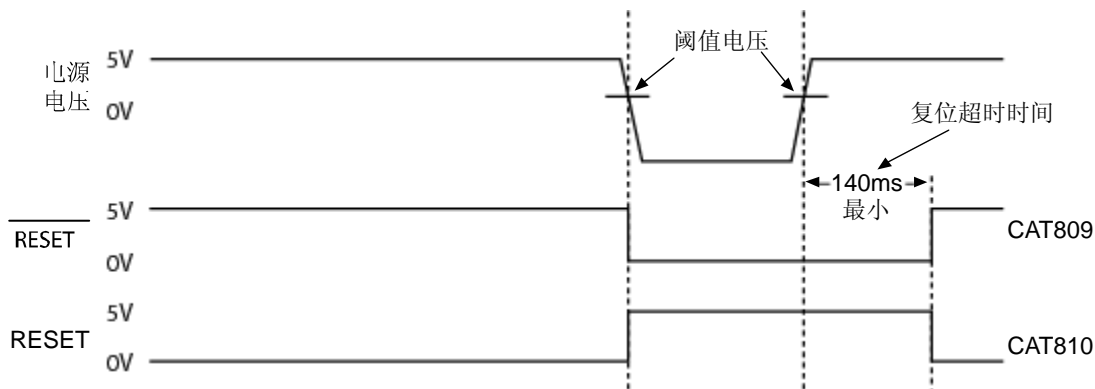 阈值电压
电源
电压
5V
0V
复位超时时间
140ms
最小
RESET
5V
0V
CAT809
RESET
5V
0V
CAT810